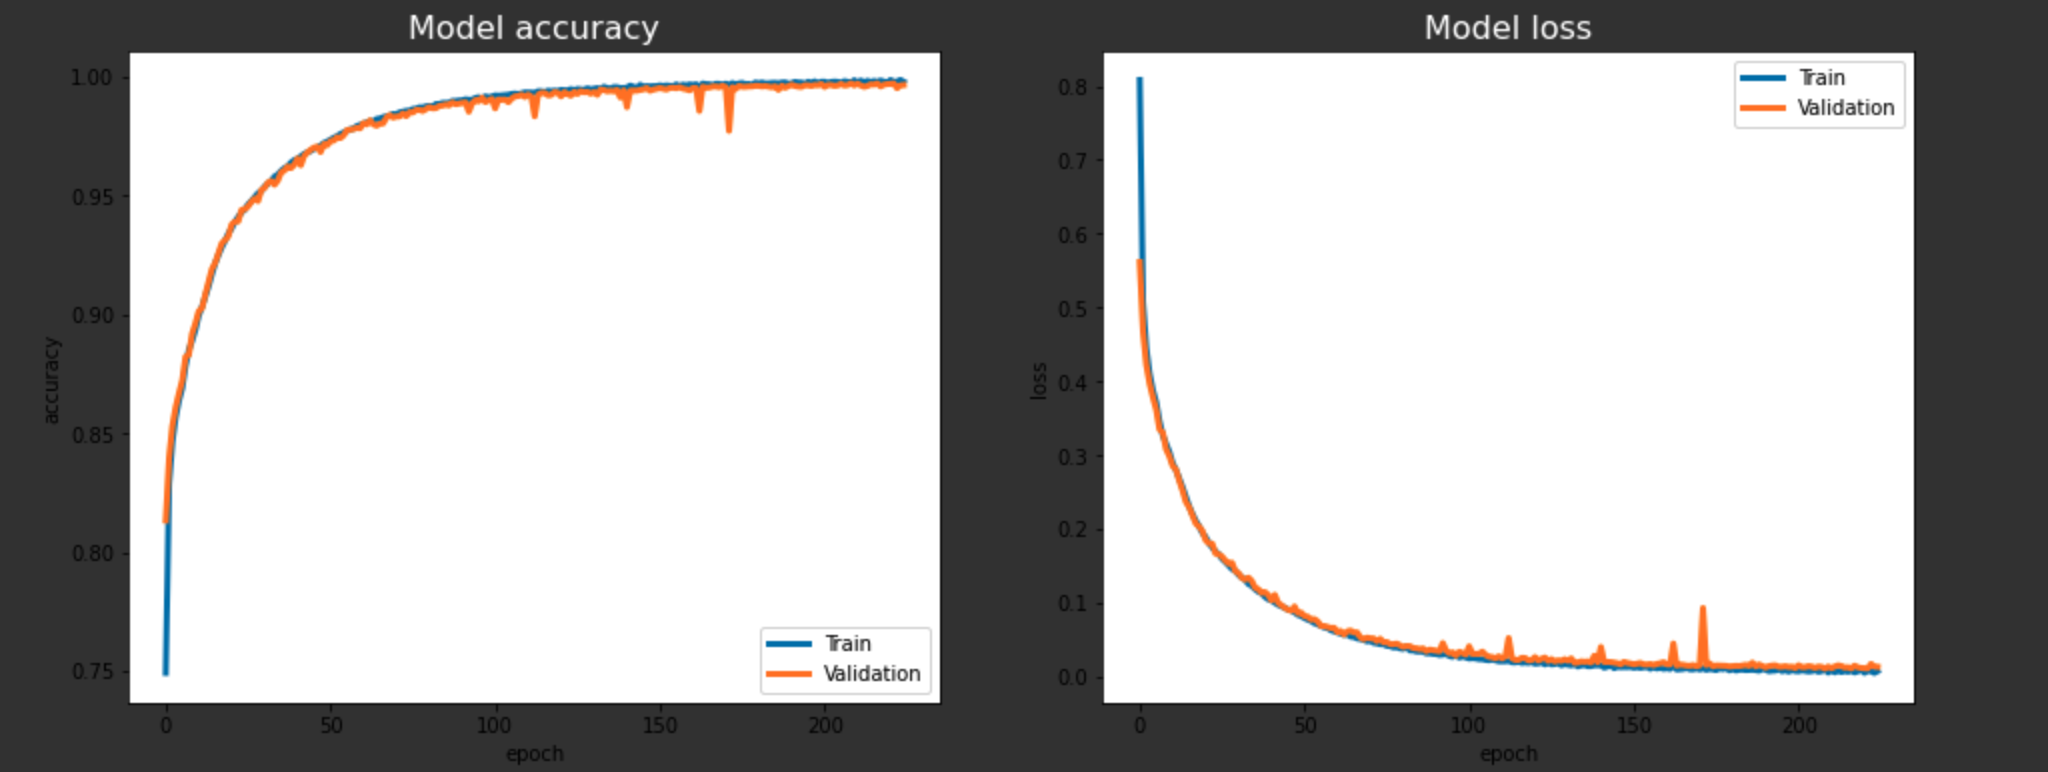 Model accuracy
1.00
0.95
0.90
0.85
0.80
0.75
accuracy
0 50 100 150 200
epoch
Train
Validation
Model loss
0.8
0.7
0.6
0.5
0.4
0.3
0.2
0.1
0.0
loss
0 50 100 150 200
epoch
Train
Validation